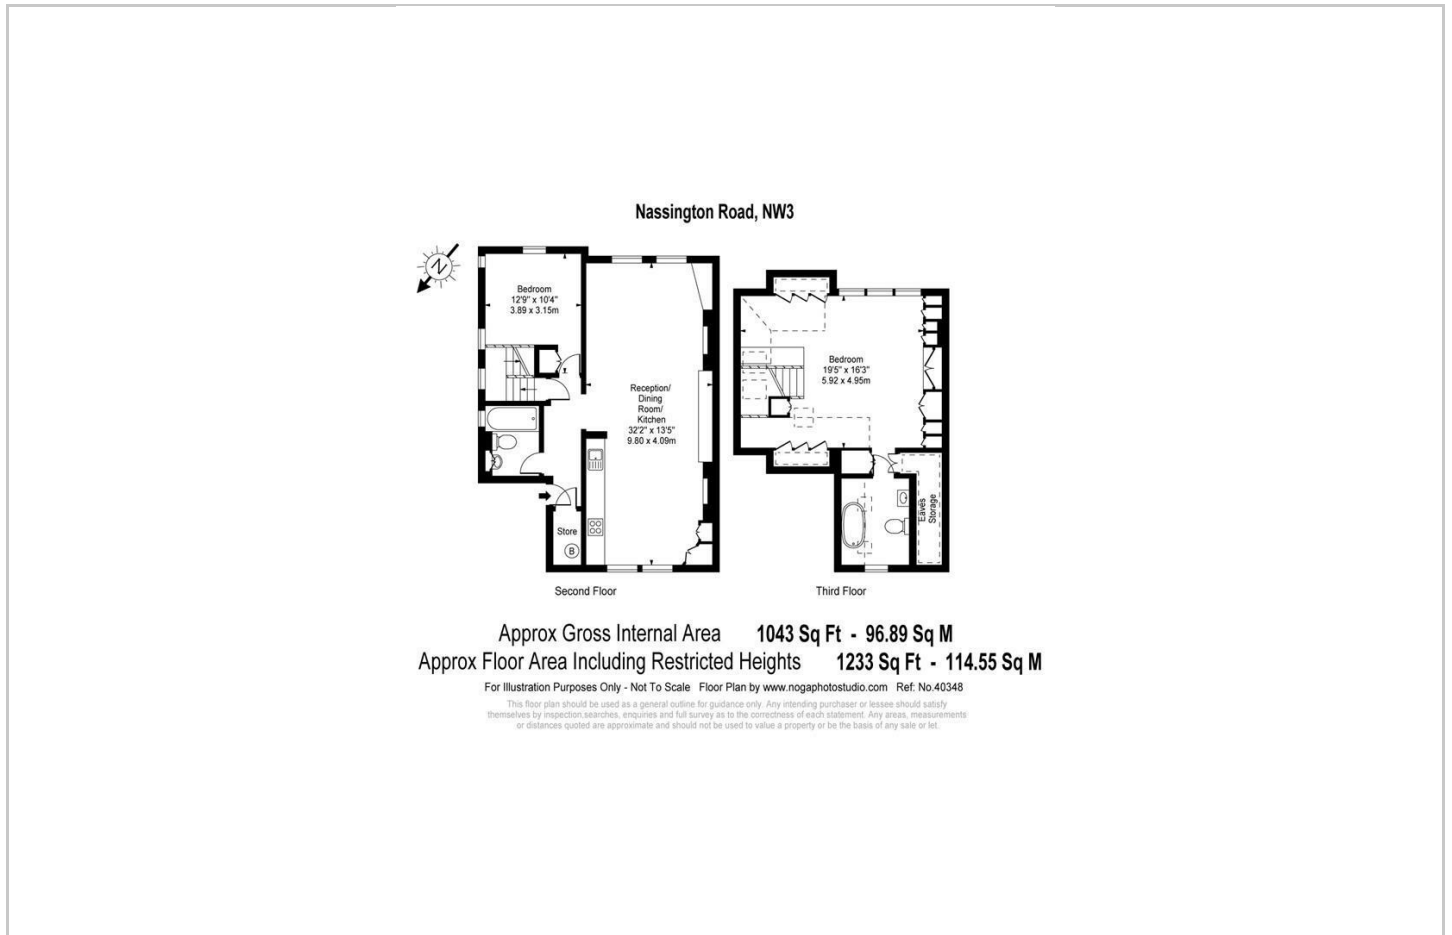 Nassington Road, NW3
N
Bedroom
12'9" x 10'4"
3.89 x 3.15m
Reception/
Dining
Room/
Kitchen
32'2" x 13'5"
9.80 x 4.09m
Store
B
Second Floor
Bedroom
19'5" x 16'3"
5.92 x 4.95m
Eaves
Storage
Third Floor
Approx Gross Internal Area 1043 Sq Ft - 96.89 Sq M
Approx Floor Area Including Restricted Heights 1233 Sq Ft - 114.55 Sq M
For Illustration Purposes Only - Not To Scale Floor Plan by www.nogaphotostudio.com Ref: No.40348
This floor plan should be used as a general outline for guidance only. Any intending purchaser or lessee should satisfy
themselves by inspection,searches, enquiries and full survey as to the correctness of each statement. Any areas, measurements
or distances quoted are approximate and should not be used to value a property or be the basis of any sale or let.